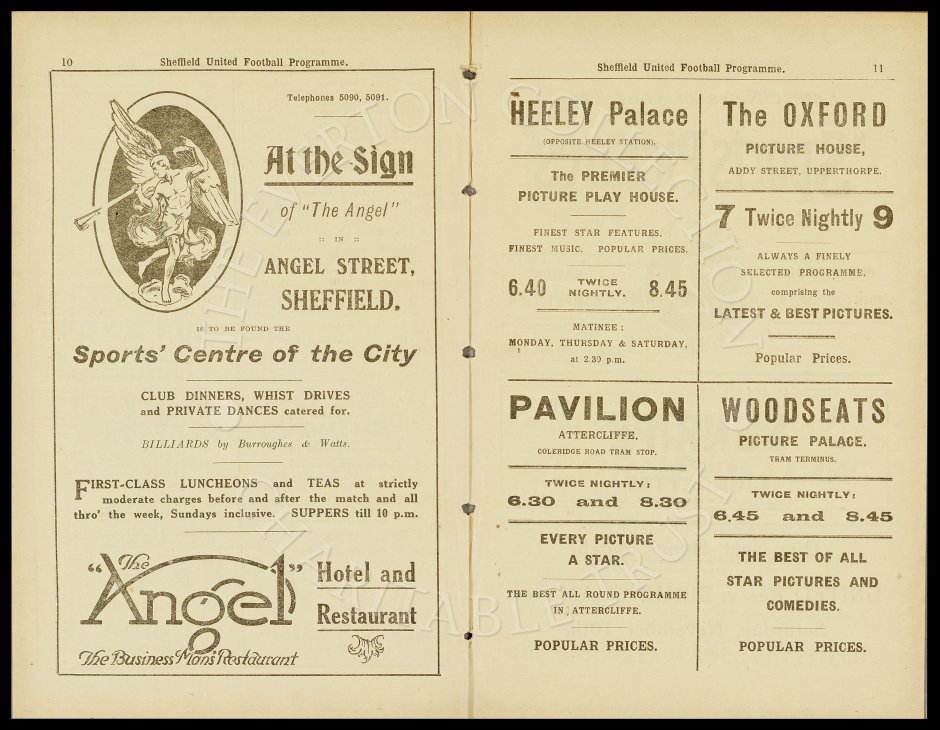 10
Sheffield United Football Programme.
Telephones 5090, 5091.
At the Sign
of "The Angel"
:: IN ::
ANGEL STREET,
SHEFFIELD.
IS TO BE FOUND THE
Sports' Centre of the City
CLUB DINNERS, WHIST DRIVES
and PRIVATE DANCES catered for.
BILLIARDS by Burroughes & Watts.
FIRST-CLASS LUNCHEONS and TEAS at strictly
moderate charges before and after the match and all
thro' the week, Sundays inclusive. SUPPERS till 10 p.m.
"The
Angel"
Hotel and
Restaurant
The Business Mans' Restaurant
Sheffield United Football Programme.
11
HEELEY Palace
(OPPOSITE HEELEY STATION).
The PREMIER
PICTURE PLAY HOUSE.
FINEST STAR FEATURES.
FINEST MUSIC. POPULAR PRICES.
6.40 TWICE NIGHTLY. 8.45
MATINEE:
MONDAY, THURSDAY & SATURDAY,
at 2.30 p.m.
The OXFORD
PICTURE HOUSE,
ADDY STREET, UPPERTHORPE.
7 Twice Nightly 9
ALWAYS A FINELY
SELECTED PROGRAMME,
comprising the
LATEST & BEST PICTURES.
Popular Prices.
PAVILION
ATTERCLIFFE.
COLERIDGE ROAD TRAM STOP.
TWICE NIGHTLY:
6.30 and 8.30
EVERY PICTURE
A STAR.
THE BEST ALL ROUND PROGRAMME
IN ATTERCLIFFE.
POPULAR PRICES.
WOODSEATS
PICTURE PALACE.
TRAM TERMINUS.
TWICE NIGHTLY:
6.45 and 8.45
THE BEST OF ALL
STAR PICTURES AND
COMEDIES.
POPULAR PRICES.
THE EVERTON COLLECTION
CHARITABLE TRUST